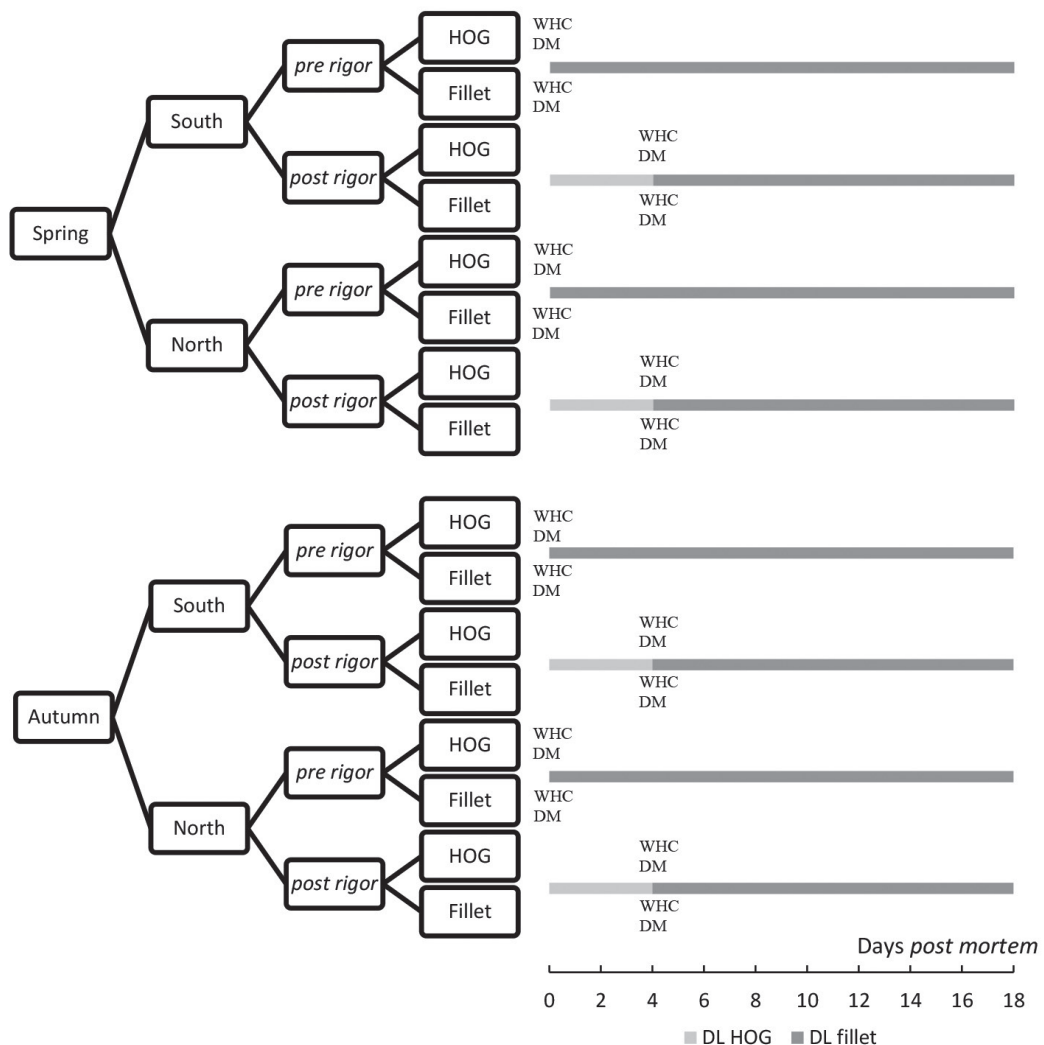 HOG
WHC
DM
pre rigor
Fillet
WHC
DM
South
HOG
WHC
DM
post rigor
Fillet
WHC
DM
Spring
HOG
WHC
DM
pre rigor
Fillet
WHC
DM
North
HOG
WHC
DM
post rigor
Fillet
WHC
DM
HOG
WHC
DM
pre rigor
Fillet
WHC
DM
South
HOG
WHC
DM
post rigor
Fillet
WHC
DM
Autumn
HOG
WHC
DM
pre rigor
Fillet
WHC
DM
North
HOG
WHC
DM
post rigor
Fillet
WHC
DM
Days post mortem
0 2 4 6 8 10 12 14 16 18
DL HOG DL fillet